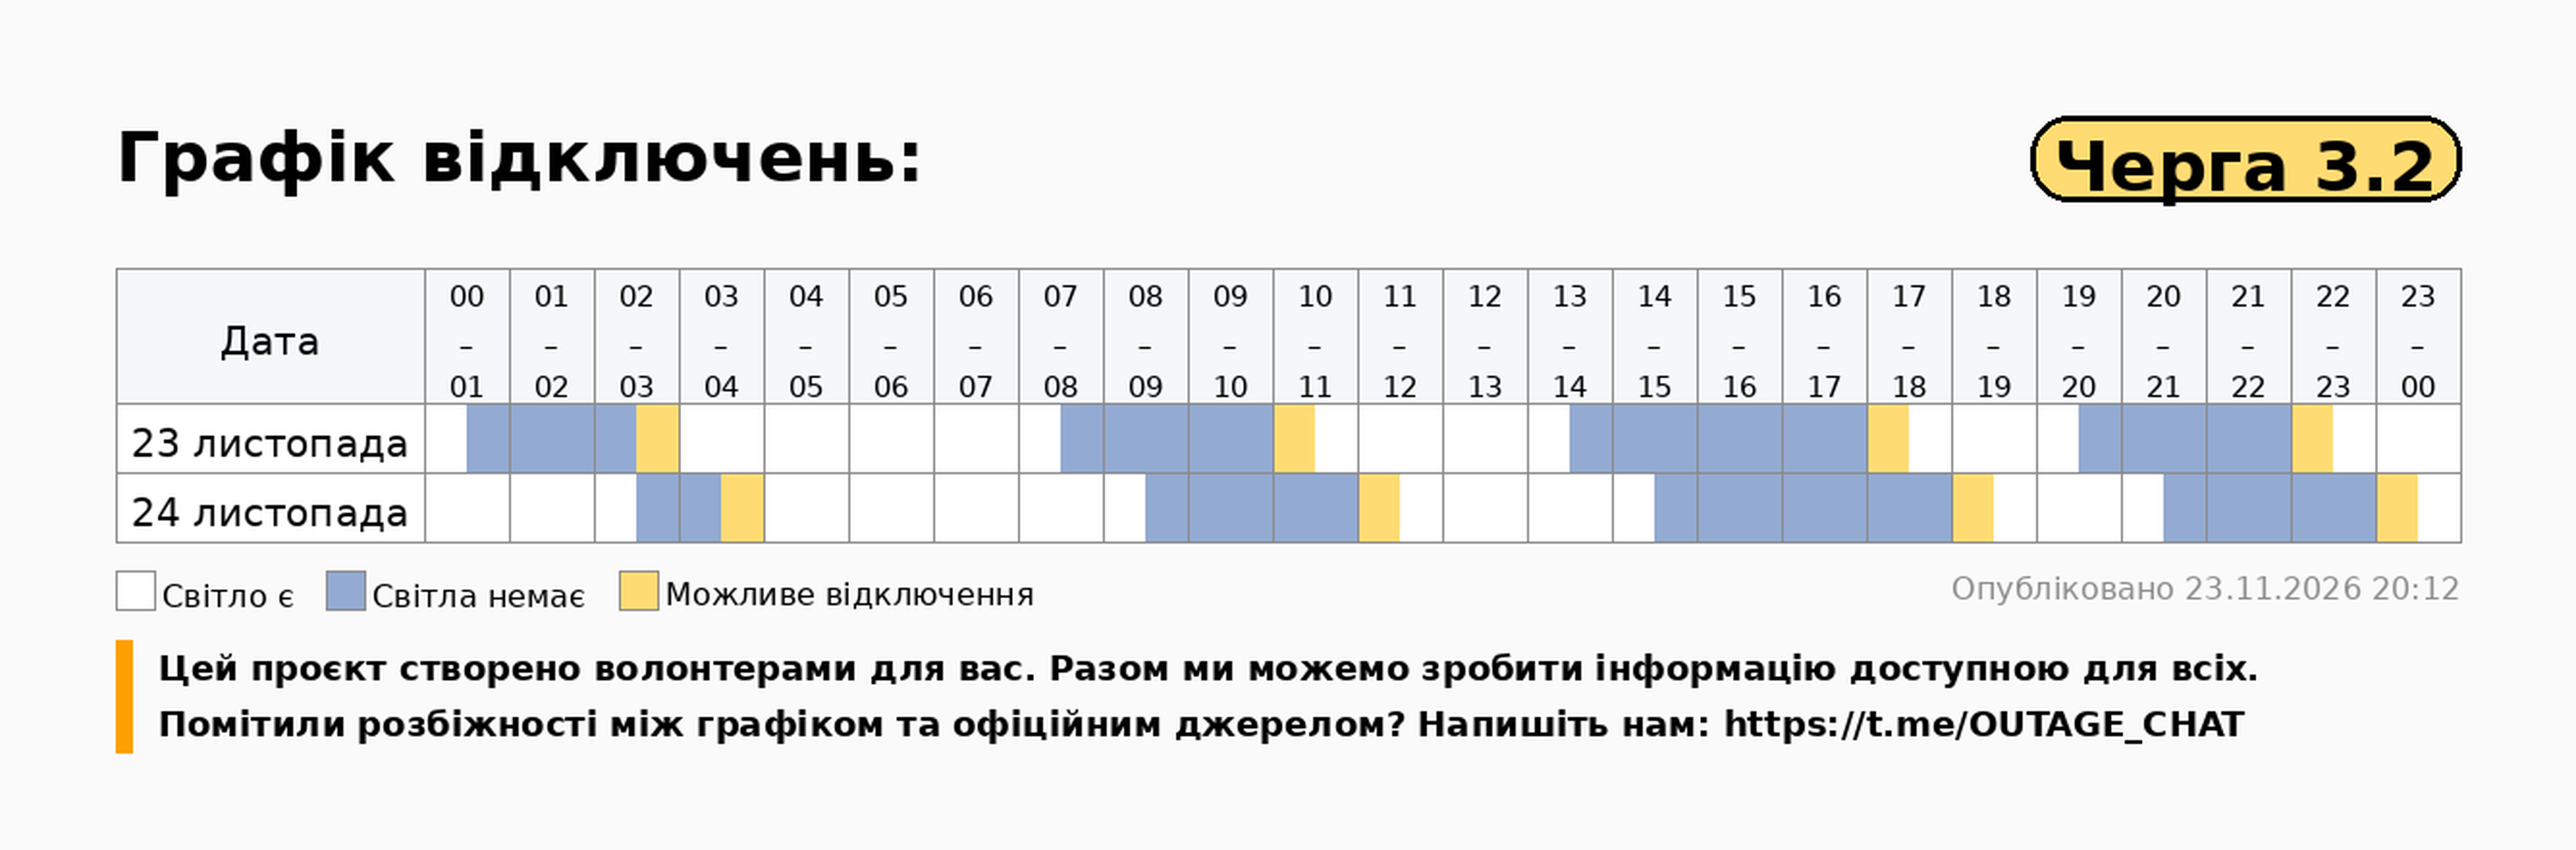 Графік відключень:
Черга 3.2
Дата
00 – 01
01 – 02
02 – 03
03 – 04
04 – 05
05 – 06
06 – 07
07 – 08
08 – 09
09 – 10
10 – 11
11 – 12
12 – 13
13 – 14
14 – 15
15 – 16
16 – 17
17 – 18
18 – 19
19 – 20
20 – 21
21 – 22
22 – 23
23 – 00
23 листопада
24 листопада
Світло є
Світла немає
Можливе відключення
Опубліковано 23.11.2026 20:12
Цей проєкт створено волонтерами для вас. Разом ми можемо зробити інформацію доступною для всіх.
Помітили розбіжності між графіком та офіційним джерелом? Напишіть нам: https://t.me/OUTAGE_CHAT